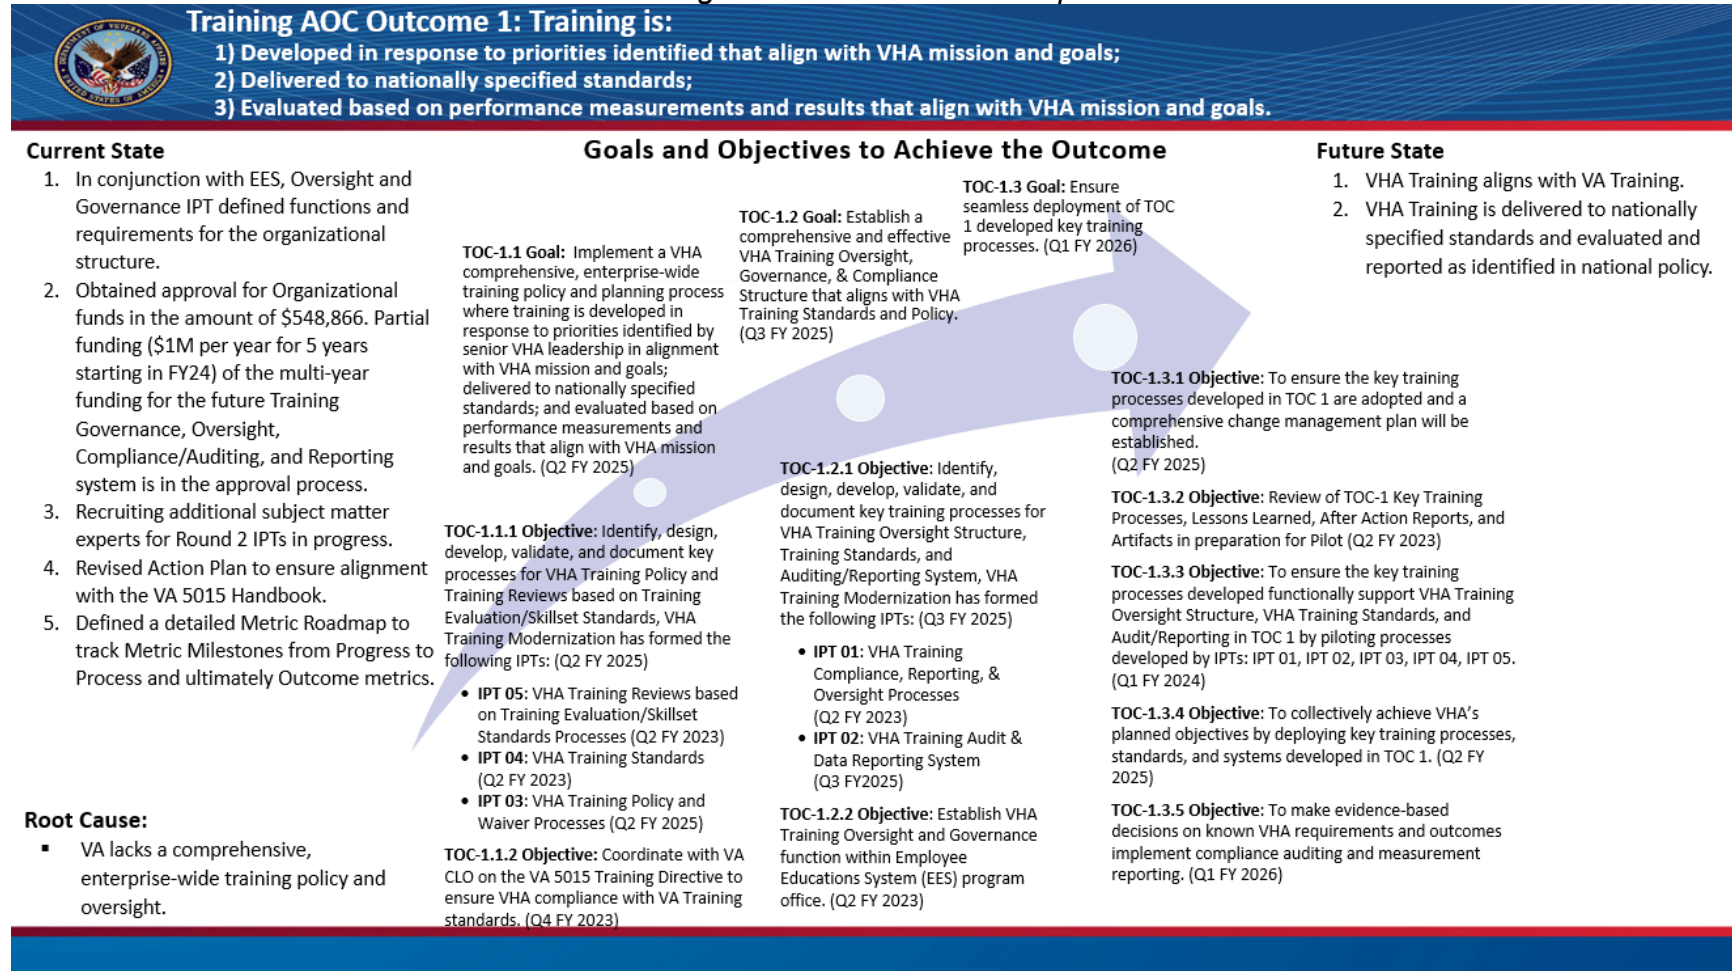 Training AOC Outcome 1: Training is:
1) Developed in response to priorities identified that align with VHA mission and goals;
2) Delivered to nationally specified standards;
3) Evaluated based on performance measurements and results that align with VHA mission and goals.
Current State
1. In conjunction with EES, Oversight and
Governance IPT defined functions and
requirements for the organizational
structure.
2. Obtained approval for Organizational
funds in the amount of $548,866. Partial
funding ($1M per year for 5 years
starting in FY24) of the multi-year
funding for the future Training
Governance, Oversight,
Compliance/Auditing, and Reporting
system is in the approval process.
3. Recruiting additional subject matter
experts for Round 2 IPTs in progress.
4. Revised Action Plan to ensure alignment
with the VA 5015 Handbook.
5. Defined a detailed Metric Roadmap to
track Metric Milestones from Progress to
Process and ultimately Outcome metrics.
Root Cause:
▪ VA lacks a comprehensive,
enterprise-wide training policy and
oversight.
Goals and Objectives to Achieve the Outcome
TOC-1.1 Goal: Implement a VHA
comprehensive, enterprise-wide
training policy and planning process
where training is developed in
response to priorities identified by
senior VHA leadership in alignment
with VHA mission and goals;
delivered to nationally specified
standards; and evaluated based on
performance measurements and
results that align with VHA mission
and goals. (Q2 FY 2025)
TOC-1.1.1 Objective: Identify, design,
develop, validate, and document key
processes for VHA Training Policy and
Training Reviews based on Training
Evaluation/Skillset Standards, VHA
Training Modernization has formed the
following IPTs: (Q2 FY 2025)
• IPT 05: VHA Training Reviews based
on Training Evaluation/Skillset
Standards Processes (Q2 FY 2023)
• IPT 04: VHA Training Standards
(Q2 FY 2023)
• IPT 03: VHA Training Policy and
Waiver Processes (Q2 FY 2025)
TOC-1.1.2 Objective: Coordinate with VA
CLO on the VA 5015 Training Directive to
ensure VHA compliance with VA Training
standards. (Q4 FY 2023)
TOC-1.2 Goal: Establish a
comprehensive and effective
VHA Training Oversight,
Governance, & Compliance
Structure that aligns with VHA
Training Standards and Policy.
(Q3 FY 2025)
TOC-1.2.1 Objective: Identify,
design, develop, validate, and
document key training processes for
VHA Training Oversight Structure,
Training Standards, and
Auditing/Reporting System, VHA
Training Modernization has formed
the following IPTs: (Q3 FY 2025)
• IPT 01: VHA Training
Compliance, Reporting, &
Oversight Processes
(Q2 FY 2023)
• IPT 02: VHA Training Audit &
Data Reporting System
(Q3 FY2025)
TOC-1.2.2 Objective: Establish VHA
Training Oversight and Governance
function within Employee
Educations System (EES) program
office. (Q2 FY 2023)
TOC-1.3 Goal: Ensure
seamless deployment of TOC
1 developed key training
processes. (Q1 FY 2026)
TOC-1.3.1 Objective: To ensure the key training
processes developed in TOC 1 are adopted and a
comprehensive change management plan will be
established.
(Q2 FY 2025)
TOC-1.3.2 Objective: Review of TOC-1 Key Training
Processes, Lessons Learned, After Action Reports, and
Artifacts in preparation for Pilot (Q2 FY 2023)
TOC-1.3.3 Objective: To ensure the key training
processes developed functionally support VHA Training
Oversight Structure, VHA Training Standards, and
Audit/Reporting in TOC 1 by piloting processes
developed by IPTs: IPT 01, IPT 02, IPT 03, IPT 04, IPT 05.
(Q1 FY 2024)
TOC-1.3.4 Objective: To collectively achieve VHA’s
planned objectives by deploying key training processes,
standards, and systems developed in TOC 1. (Q2 FY
2025)
TOC-1.3.5 Objective: To make evidence-based
decisions on known VHA requirements and outcomes
implement compliance auditing and measurement
reporting. (Q1 FY 2026)
Future State
1. VHA Training aligns with VA Training.
2. VHA Training is delivered to nationally
specified standards and evaluated and
reported as identified in national policy.